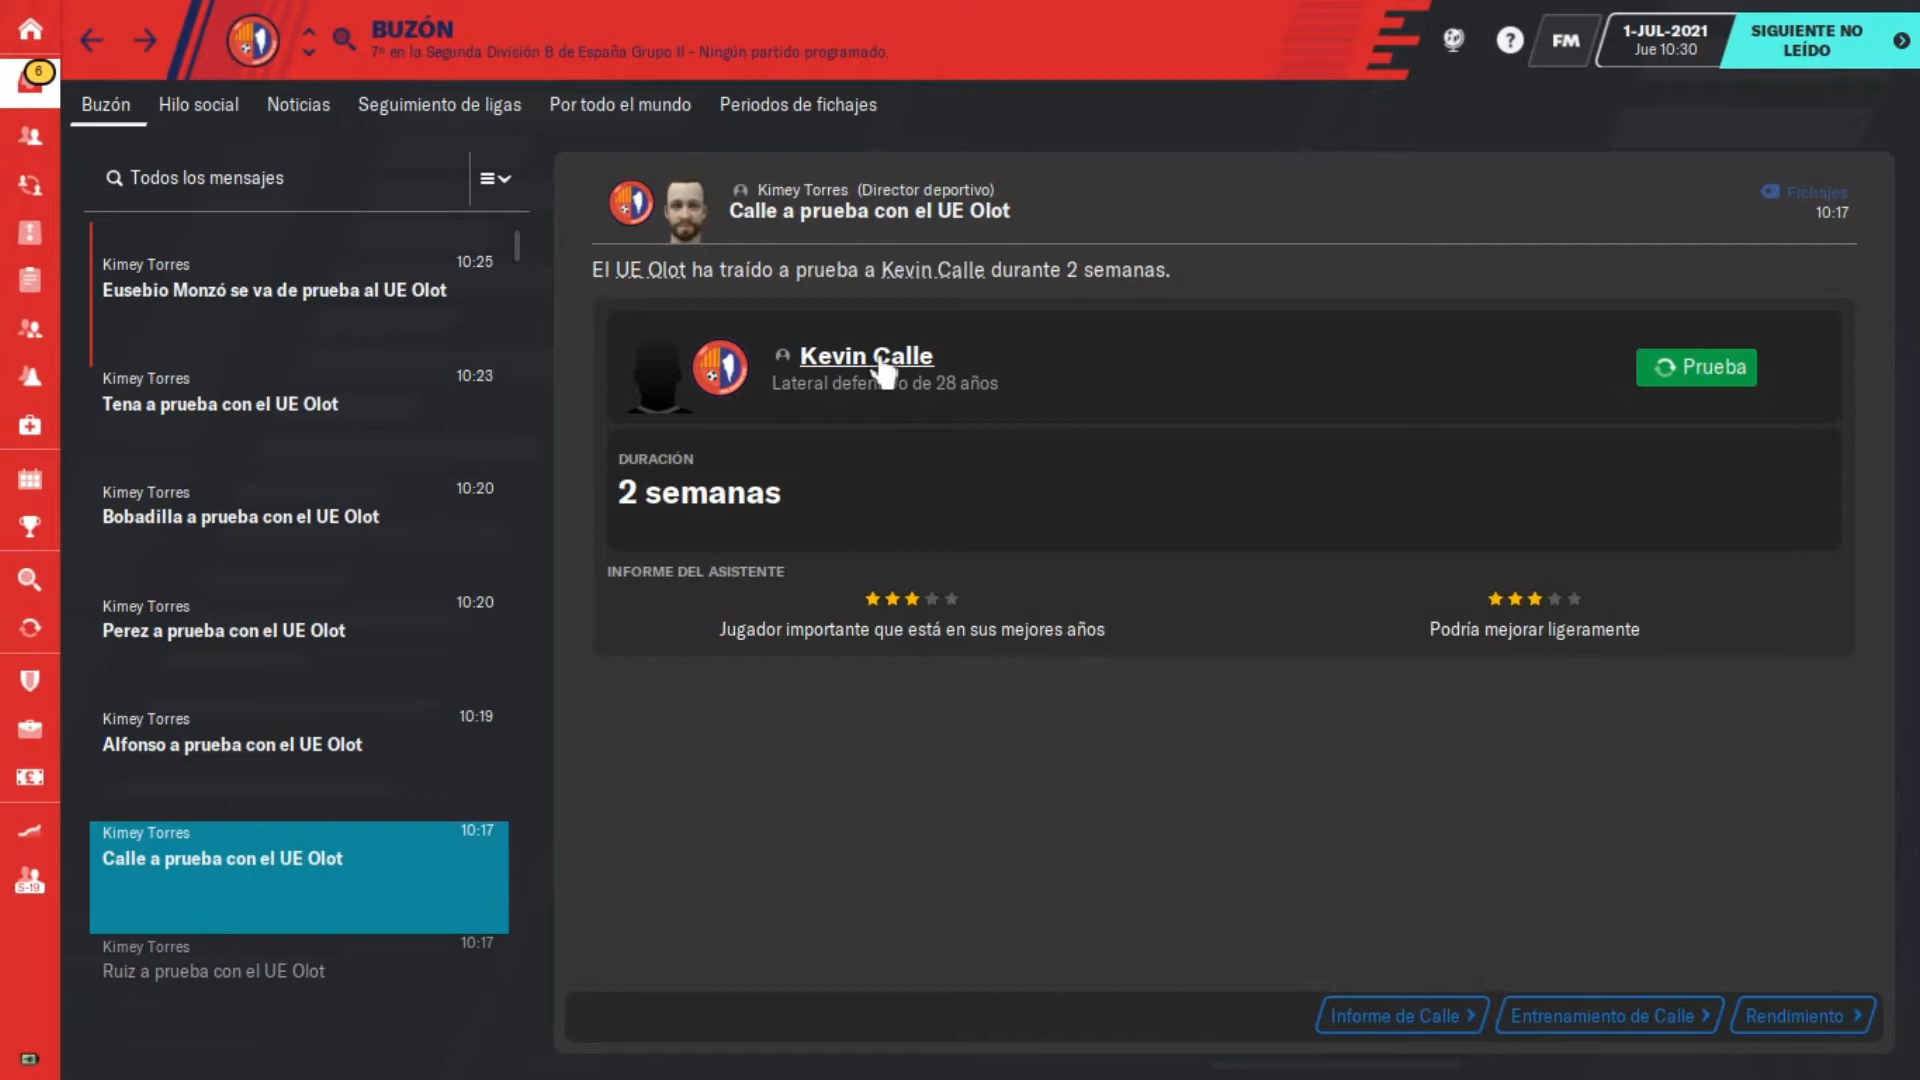 BUZÓN
7º en la Segunda División B de España Grupo II - Ningún partido programado.
FM
1-JUL-2021
Jue 10:30
SIGUIENTE NO
LEÍDO
6
Buzón
Hilo social
Noticias
Seguimiento de ligas
Por todo el mundo
Periodos de fichajes
Todos los mensajes
Kimey Torres
10:25
Eusebio Monzó se va de prueba al UE Olot
Kimey Torres
10:23
Tena a prueba con el UE Olot
Kimey Torres
10:20
Bobadilla a prueba con el UE Olot
Kimey Torres
10:20
Perez a prueba con el UE Olot
Kimey Torres
10:19
Alfonso a prueba con el UE Olot
Kimey Torres
10:17
Calle a prueba con el UE Olot
Kimey Torres
10:17
Ruiz a prueba con el UE Olot
S-19
Kimey Torres (Director deportivo)
Calle a prueba con el UE Olot
Fichajes
10:17
El UE Olot ha traído a prueba a Kevin Calle durante 2 semanas.
Kevin Calle
Lateral defensivo de 28 años
Prueba
DURACIÓN
2 semanas
INFORME DEL ASISTENTE
Jugador importante que está en sus mejores años
Podría mejorar ligeramente
Informe de Calle
Entrenamiento de Calle
Rendimiento